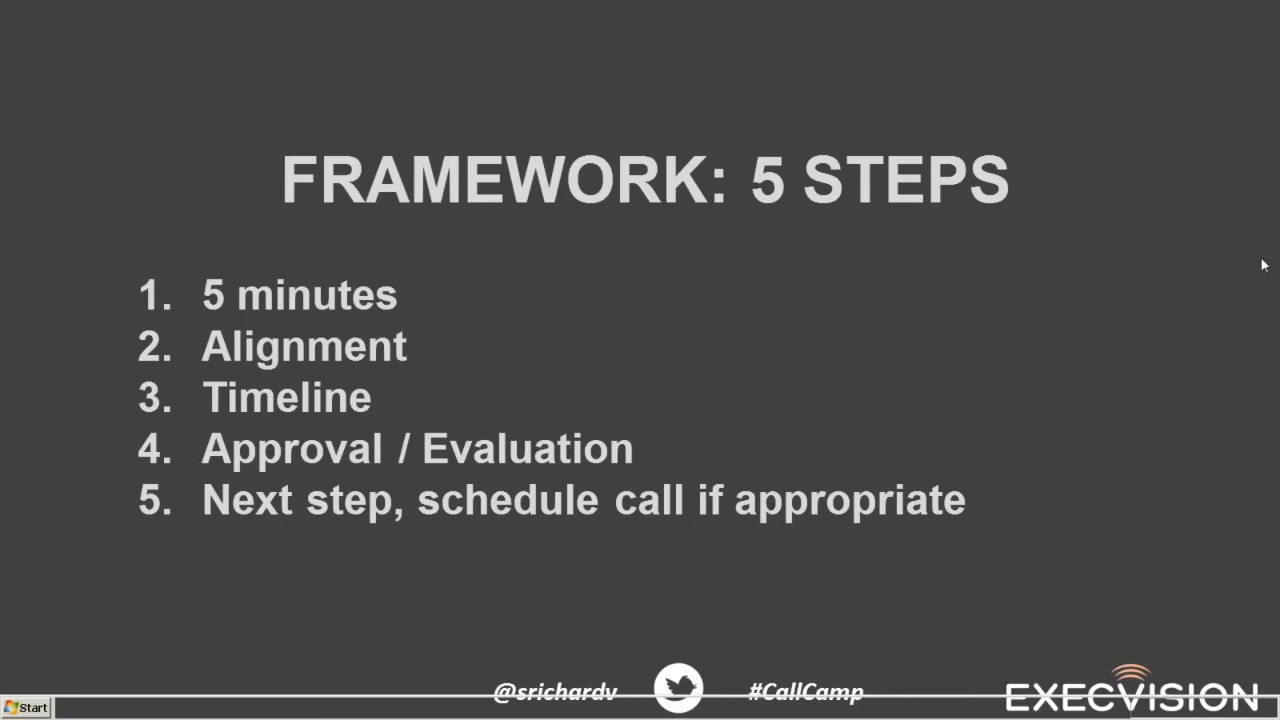 FRAMEWORK: 5 STEPS
1. 5 minutes
2. Alignment
3. Timeline
4. Approval / Evaluation
5. Next step, schedule call if appropriate
@srichardv #CallCamp
EXECVISION
Start